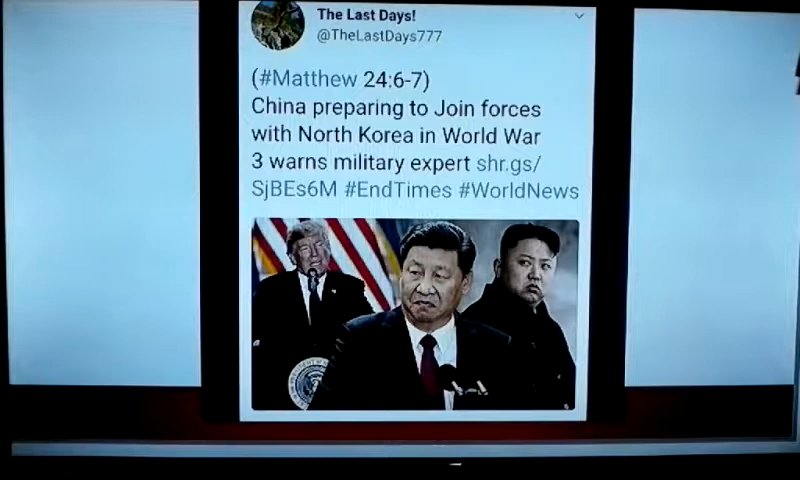 The Last Days!
@TheLastDays777
(#Matthew 24:6-7)
China preparing to Join forces
with North Korea in World War
3 warns military expert shr.gs/
SjBEs6M #EndTimes #WorldNews